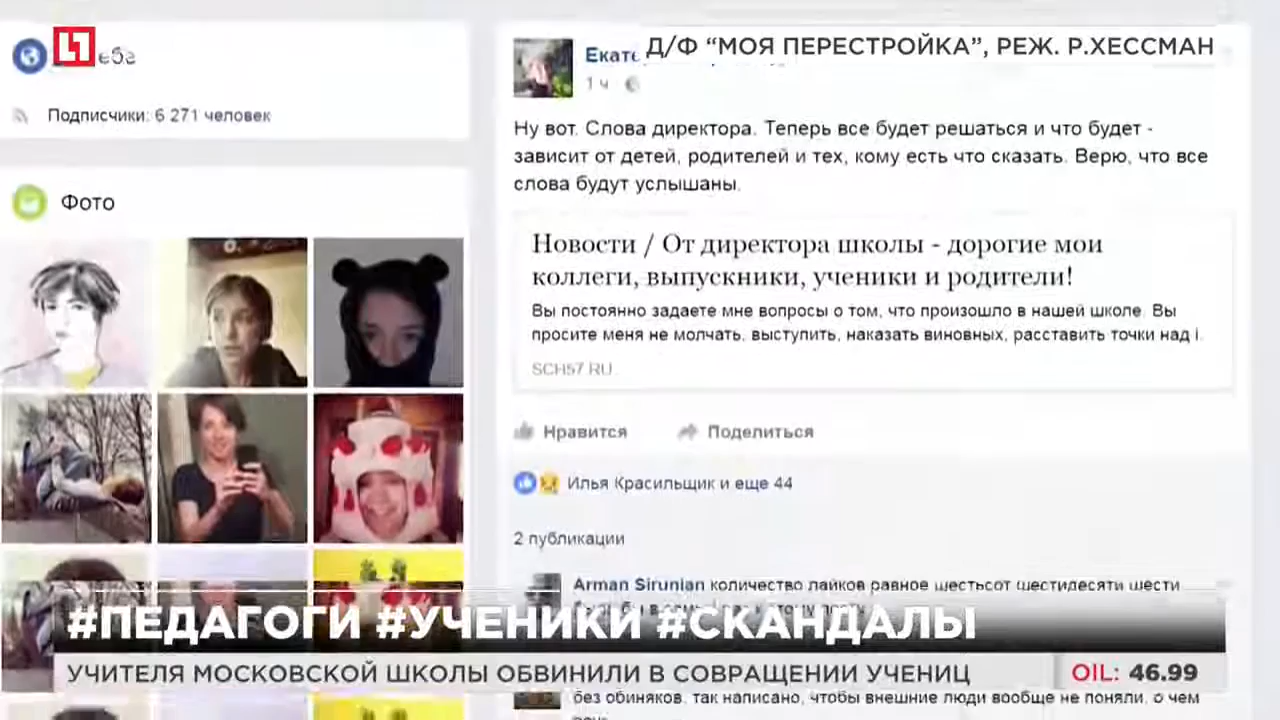 ебе
Подписчики: 6 271 человек
Фото
Д/Ф “МОЯ ПЕРЕСТРОЙКА”, РЕЖ. Р.ХЕССМАН
1 ч
Ну вот. Слова директора. Теперь все будет решаться и что будет -
зависит от детей, родителей и тех, кому есть что сказать. Верю, что все
слова будут услышаны.
Новости / От директора школы - дорогие мои
коллеги, выпускники, ученики и родители!
Вы постоянно задаете мне вопросы о том, что произошло в нашей школе. Вы
просите меня не молчать, выступить, наказать виновных, расставить точки над i.
SCH57.RU
Нравится Поделиться
Илья Красильщик и еще 44
2 публикации
Arman Sirunian количество лайков равное шестьсот шестидесяти шести
#ПЕДАГОГИ #УЧЕНИКИ #СКАНДАЛЫ
УЧИТЕЛЯ МОСКОВСКОЙ ШКОЛЫ ОБВИНИЛИ В СОВРАЩЕНИИ УЧЕНИЦ
OIL: 46.99
без обиняков, так написано, чтобы внешние люди вообще не поняли, о чем